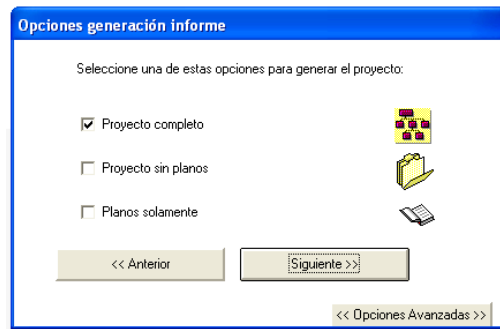 Opciones generación informe
Seleccione una de estas opciones para generar el proyecto:
Proyecto completo
Proyecto sin planos
Planos solamente
<< Anterior
Siguiente >>
<< Opciones Avanzadas >>